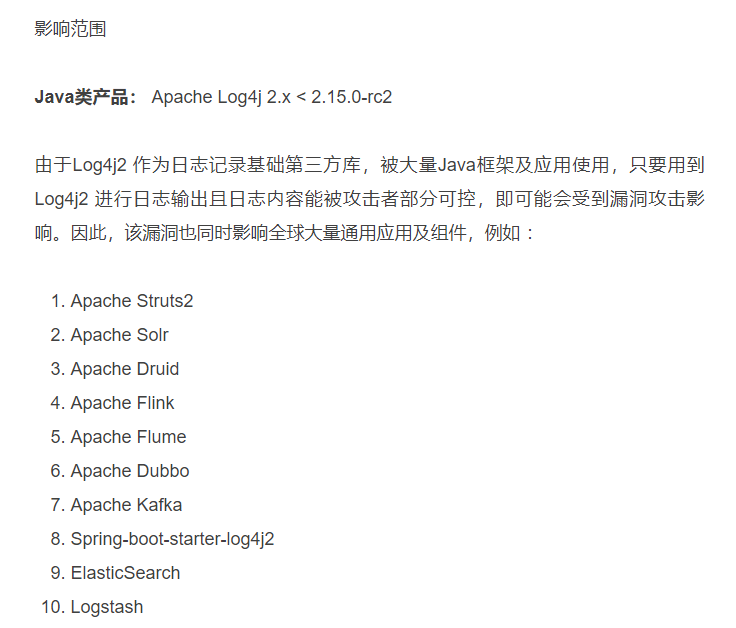 影响范围
Java类产品： Apache Log4j 2.x < 2.15.0-rc2
由于Log4j2 作为日志记录基础第三方库，被大量Java框架及应用使用，只要用到
Log4j2 进行日志输出且日志内容能被攻击者部分可控，即可能会受到漏洞攻击影
响。因此，该漏洞也同时影响全球大量通用应用及组件，例如 ：
1. Apache Struts2
2. Apache Solr
3. Apache Druid
4. Apache Flink
5. Apache Flume
6. Apache Dubbo
7. Apache Kafka
8. Spring-boot-starter-log4j2
9. ElasticSearch
10. Logstash